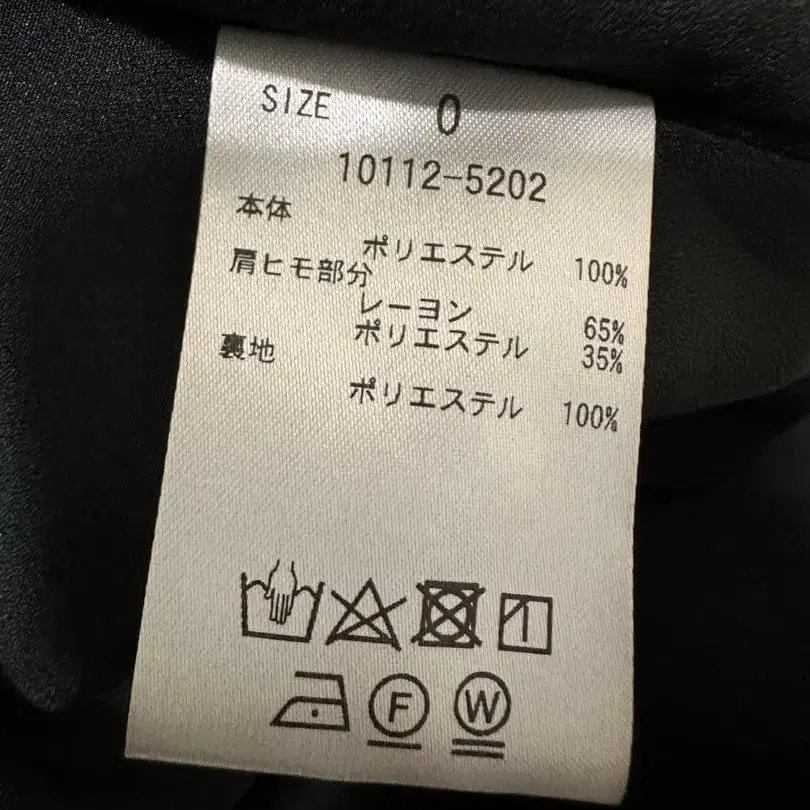 SIZE 0
10112-5202
本体
ポリエステル 100%
肩ヒモ部分
レーヨン 65%
ポリエステル 35%
裏地
ポリエステル 100%
F W